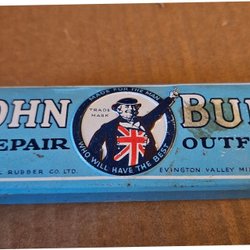 OHN BUL
MADE FOR THE MAN
TRADE MARK
EPAIR OUTF
WHO WILL HAVE THE BEST
RUBBER CO. LTD. EVINGTON VALLEY MI